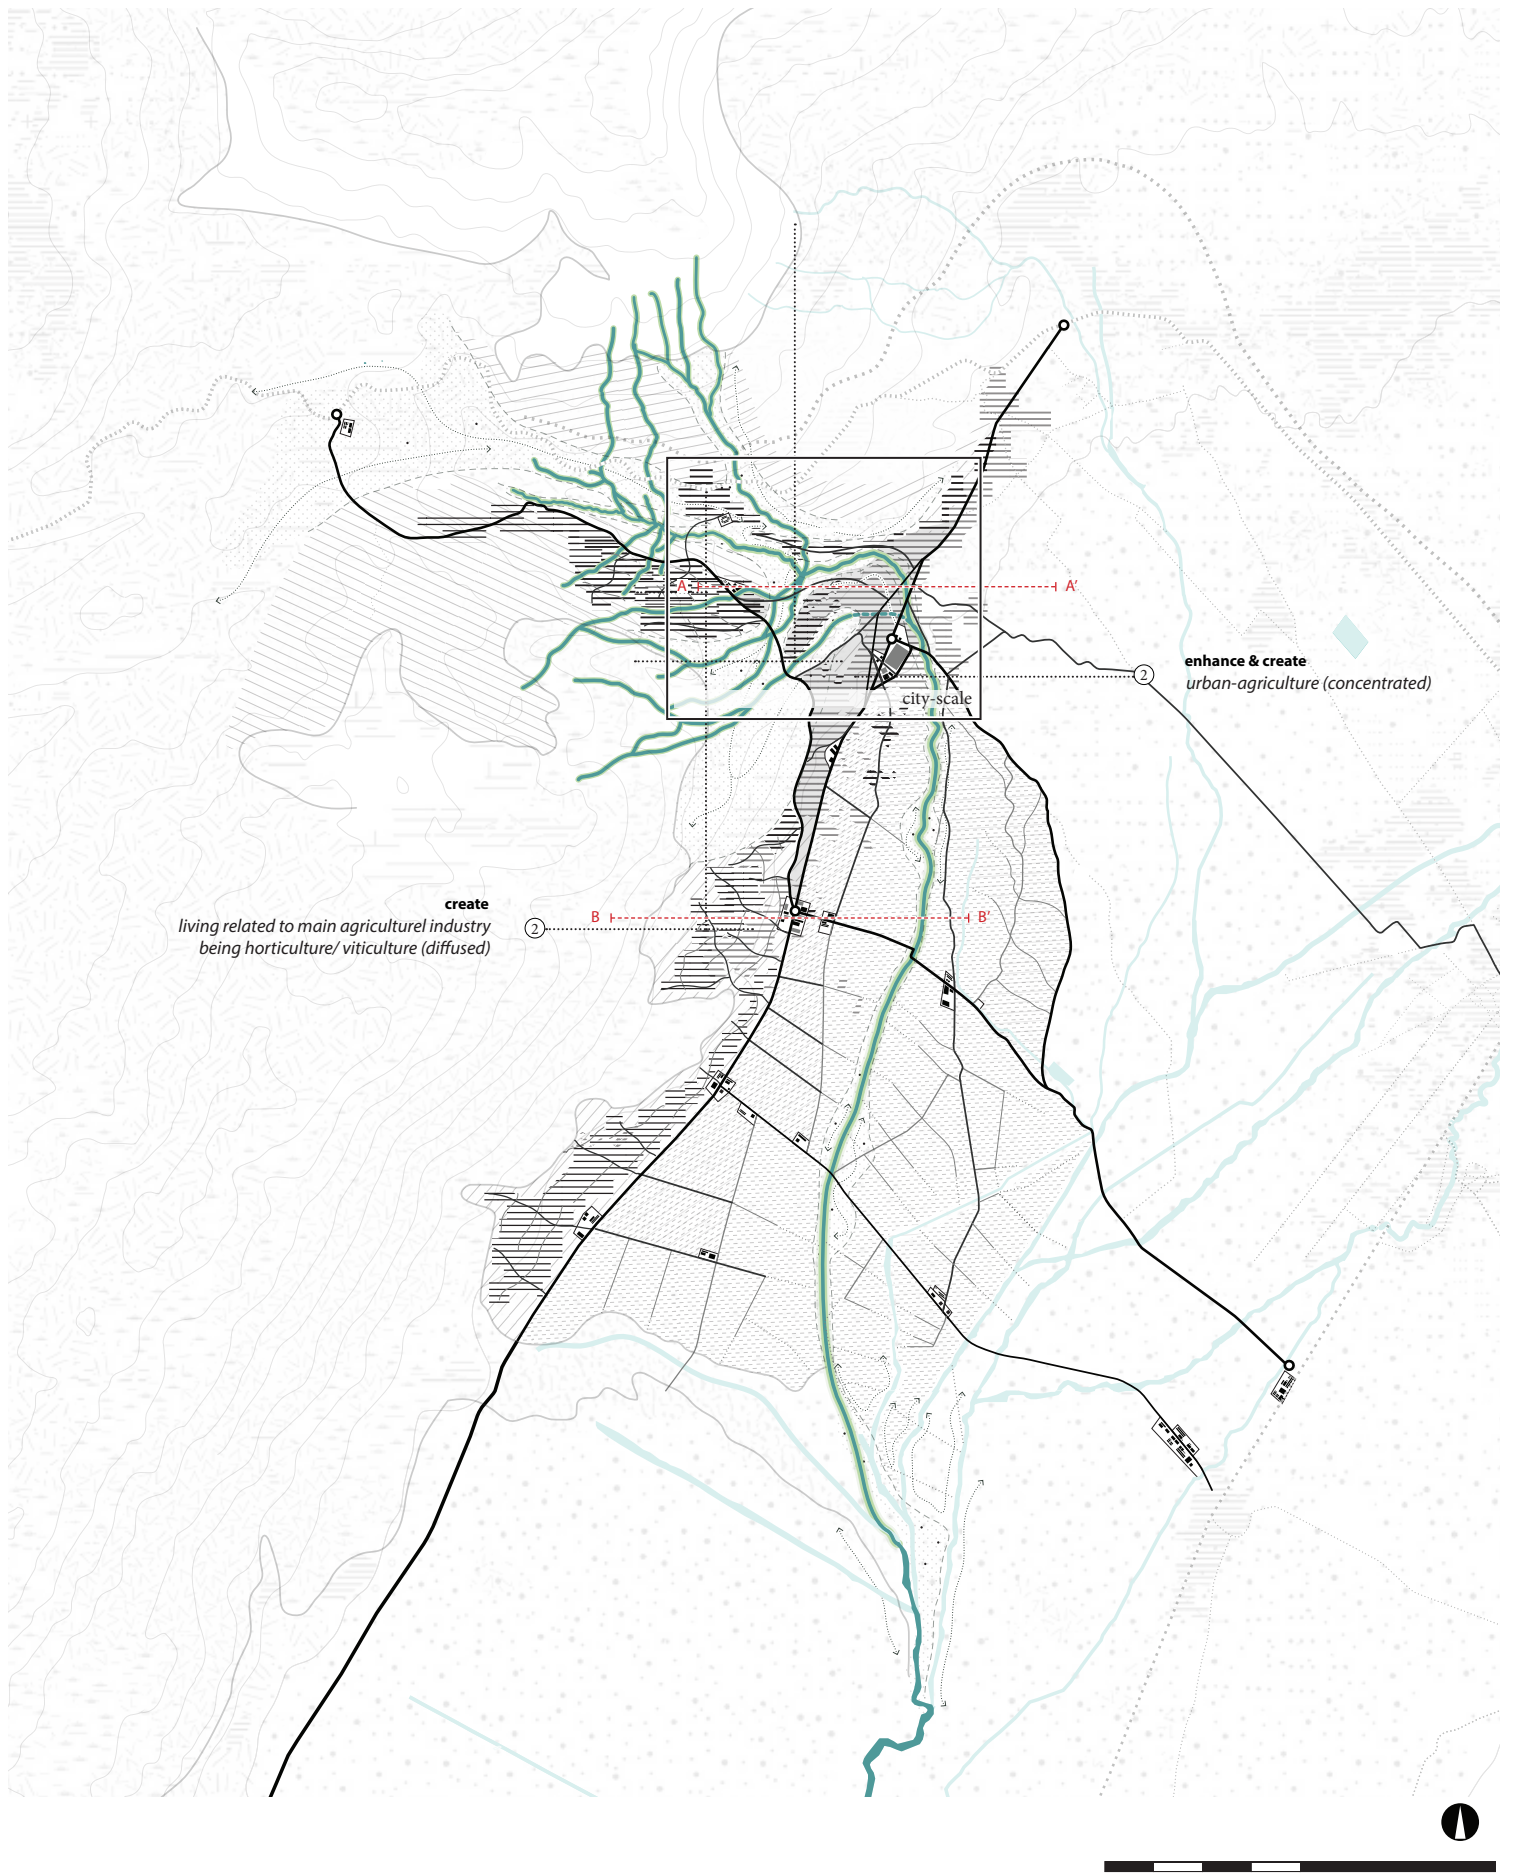 A A’
enhance & create
2 urban-agriculture (concentrated)
city-scale
create
living related to main agriculturel industry
being horticulture/ viticulture (diffused)
2
B B’